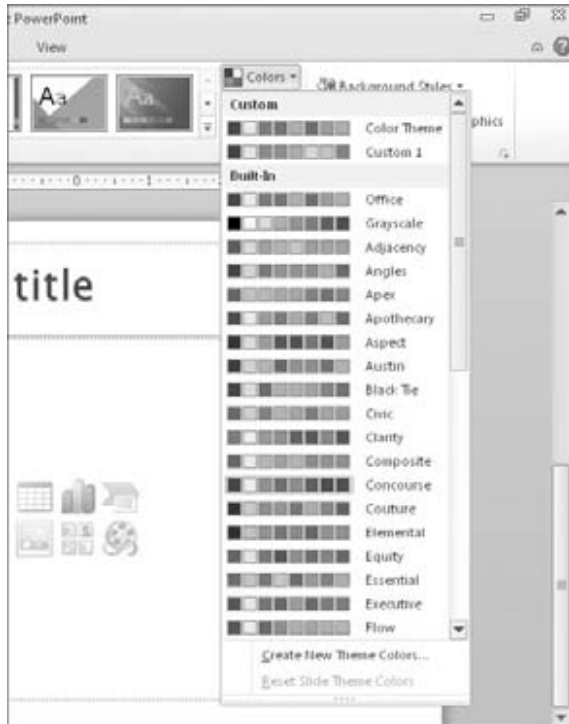 PowerPoint
View
Aa
Aa
Colors
Background Styles
phics
0 1
title
Custom
Color Theme
Custom 1
Built-In
Office
Grayscale
Adjacency
Angles
Apex
Apothecary
Aspect
Austin
Black Tie
Civic
Clarity
Composite
Concourse
Couture
Elemental
Equity
Essential
Executive
Flow
Create New Theme Colors...
Reset Slide Theme Colors